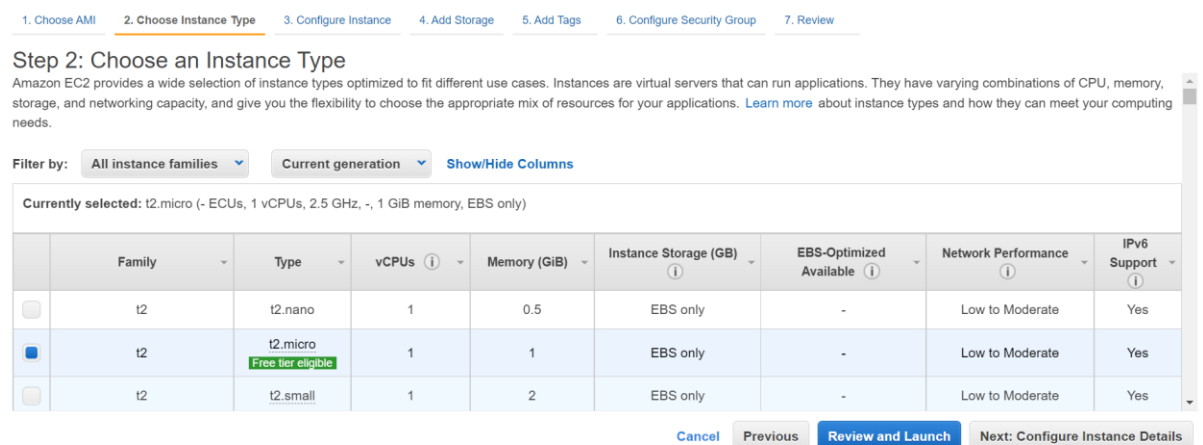 1. Choose AMI 2. Choose Instance Type 3. Configure Instance 4. Add Storage 5. Add Tags 6. Configure Security Group 7. Review
Step 2: Choose an Instance Type
Amazon EC2 provides a wide selection of instance types optimized to fit different use cases. Instances are virtual servers that can run applications. They have varying combinations of CPU, memory,
storage, and networking capacity, and give you the flexibility to choose the appropriate mix of resources for your applications. Learn more about instance types and how they can meet your computing
needs.
Filter by: All instance families Current generation Show/Hide Columns
Currently selected: t2.micro (- ECUs, 1 vCPUs, 2.5 GHz, -, 1 GiB memory, EBS only)
Family Type vCPUs Memory (GiB) Instance Storage (GB) EBS-Optimized Available Network Performance IPv6 Support
t2 t2.nano 1 0.5 EBS only - Low to Moderate Yes
t2 t2.micro Free tier eligible 1 1 EBS only - Low to Moderate Yes
t2 t2.small 1 2 EBS only - Low to Moderate Yes
Cancel Previous Review and Launch Next: Configure Instance Details